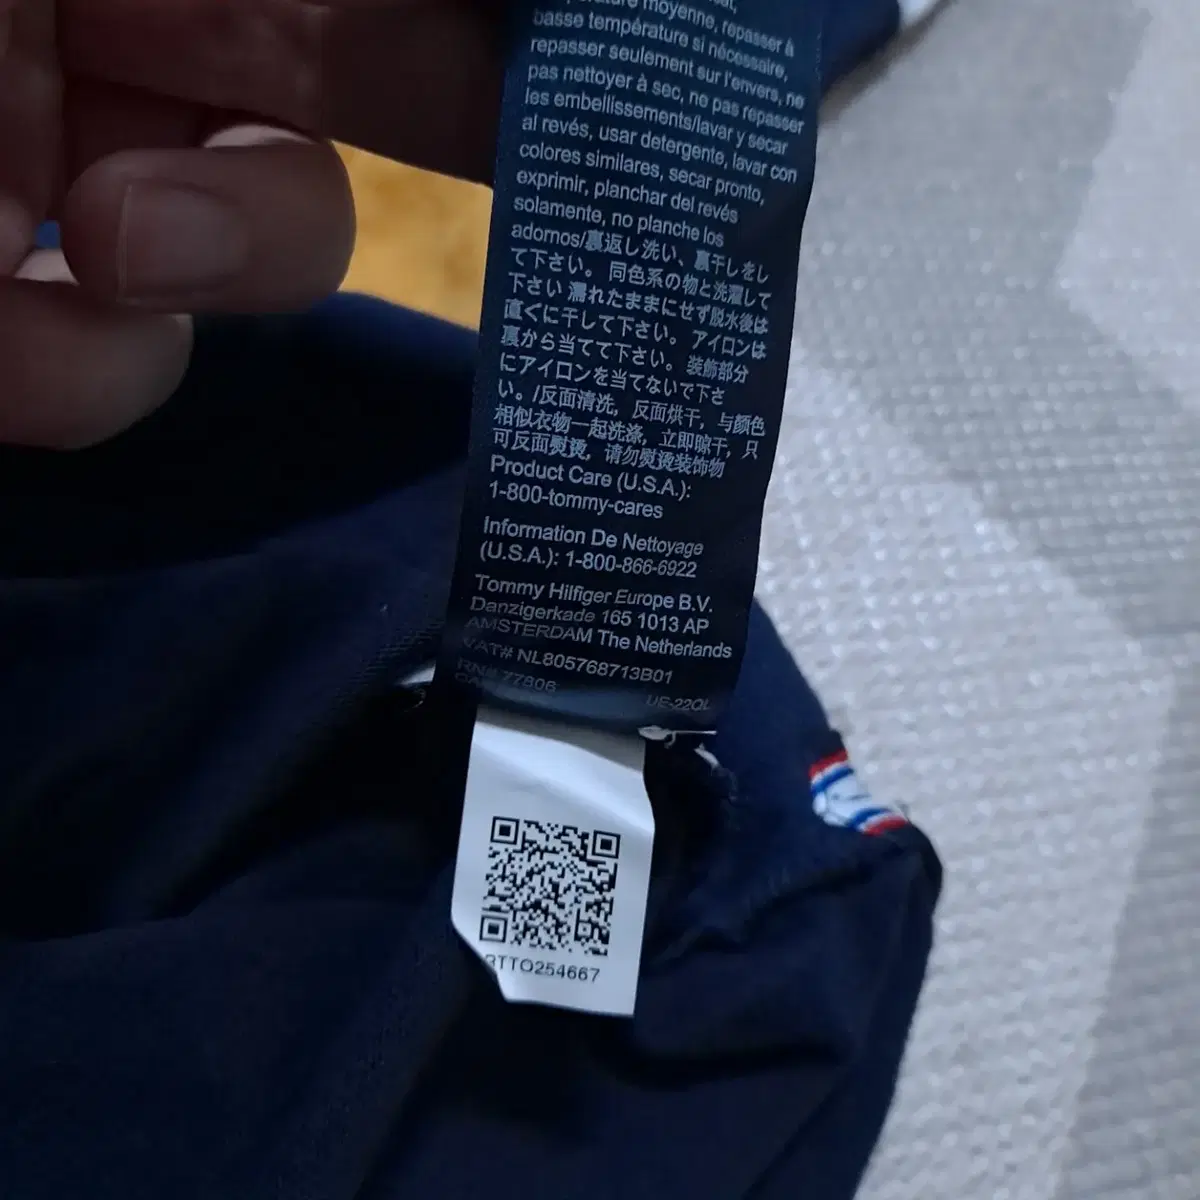 moyenne, repasser à
basse température si nécessaire,
repasser seulement sur l'envers, ne
pas nettoyer à sec, ne pas repasser
les embellissements/lavar y secar
al revés, usar detergente, lavar con
colores similares, secar pronto,
exprimir, planchar del revés
solamente, no planche los
adornos/裏返し洗い、裏干しをし
て下さい。 同色系の物と洗濯して
下さい 濡れたままにせず脱水後は
直ぐに干して下さい。 アイロンは
裏から当てて下さい。 装飾部分
にアイロンを当てないで下さ
い。/反面清洗，反面烘干，与颜色
相似衣物一起洗涤，立即晾干，只
可反面熨烫，请勿熨烫装饰物
Product Care (U.S.A.):
1-800-tommy-cares
Information De Nettoyage
(U.S.A.): 1-800-866-6922
Tommy Hilfiger Europe B.V.
Danzigerkade 165 1013 AP
AMSTERDAM The Netherlands
VAT# NL805768713B01
RN# 77806
UE-22QL
TTO254667